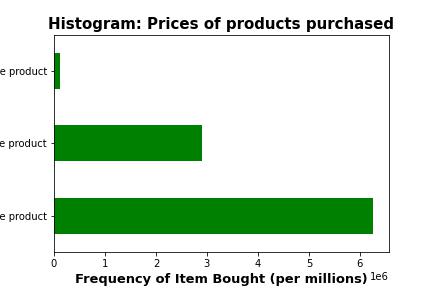 Histogram: Prices of products purchased
e product
e product
e product
0 1 2 3 4 5 6
1e6
Frequency of Item Bought (per millions)